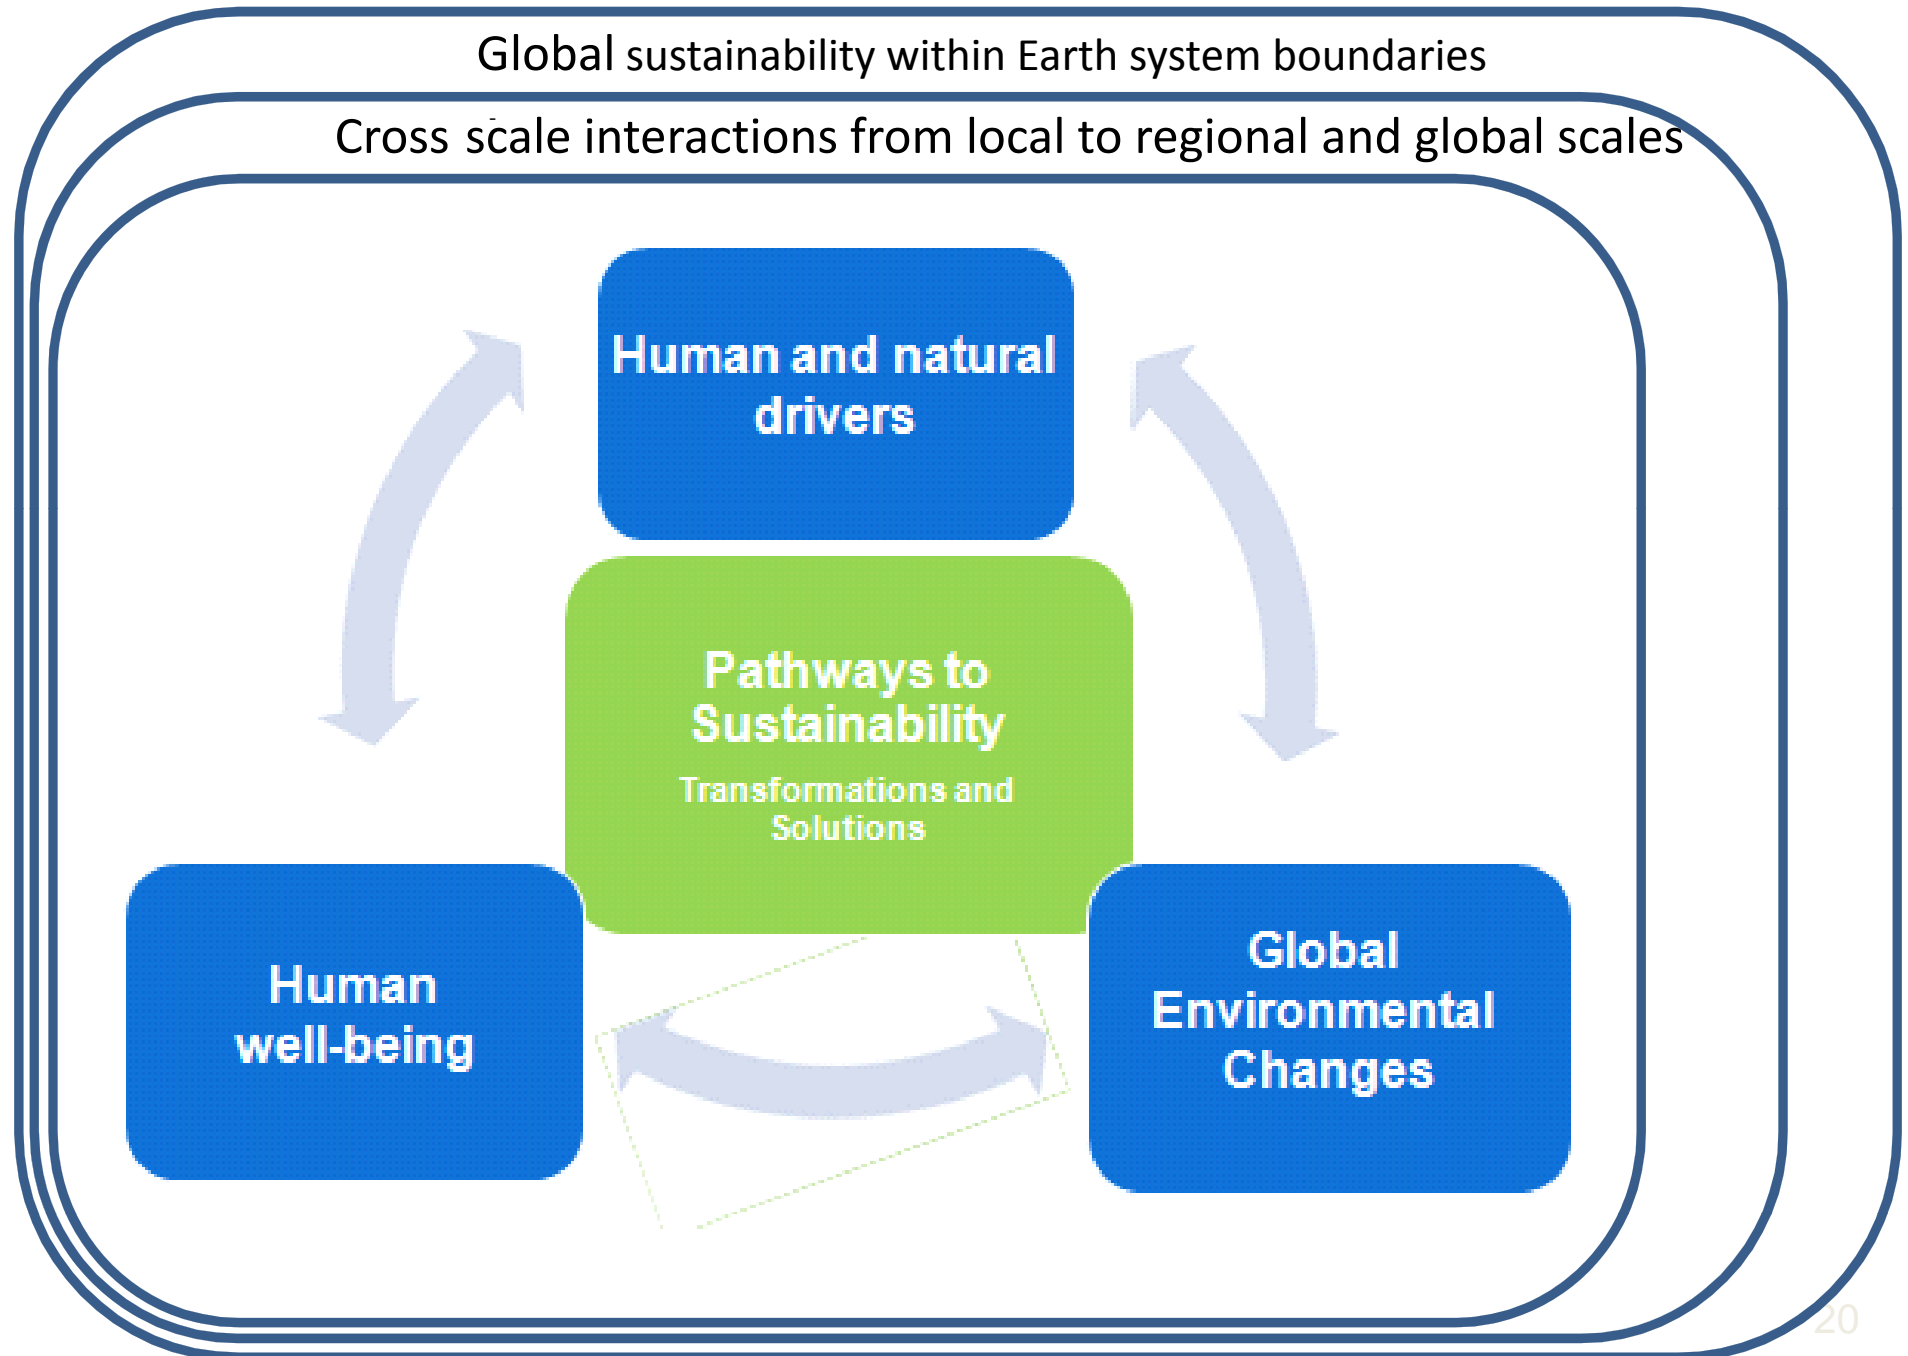 Global sustainability within Earth system boundaries
Cross scale interactions from local to regional and global scales
Human and natural
drivers
Pathways to
Sustainability
Transformations and
Solutions
Human
well-being
Global
Environmental
Changes
20